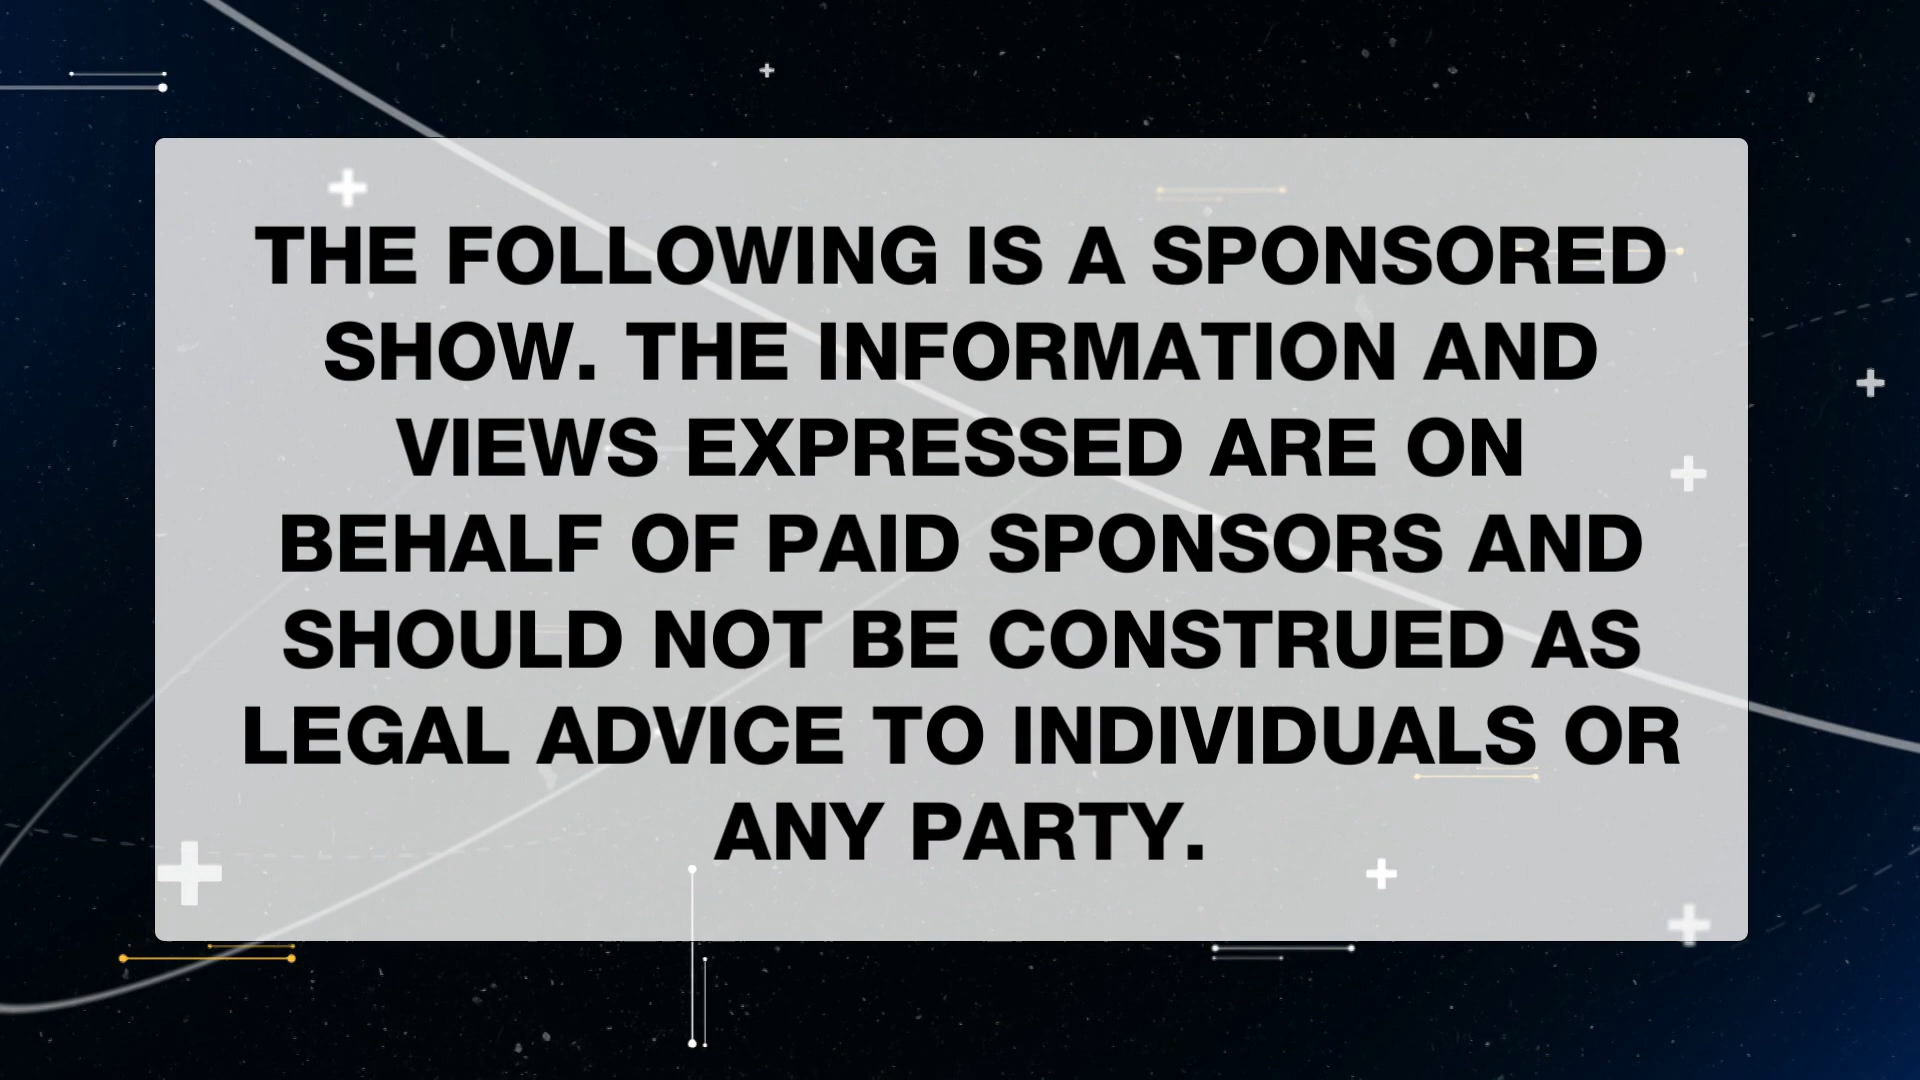 THE FOLLOWING IS A SPONSORED
SHOW. THE INFORMATION AND
VIEWS EXPRESSED ARE ON
BEHALF OF PAID SPONSORS AND
SHOULD NOT BE CONSTRUED AS
LEGAL ADVICE TO INDIVIDUALS OR
ANY PARTY.